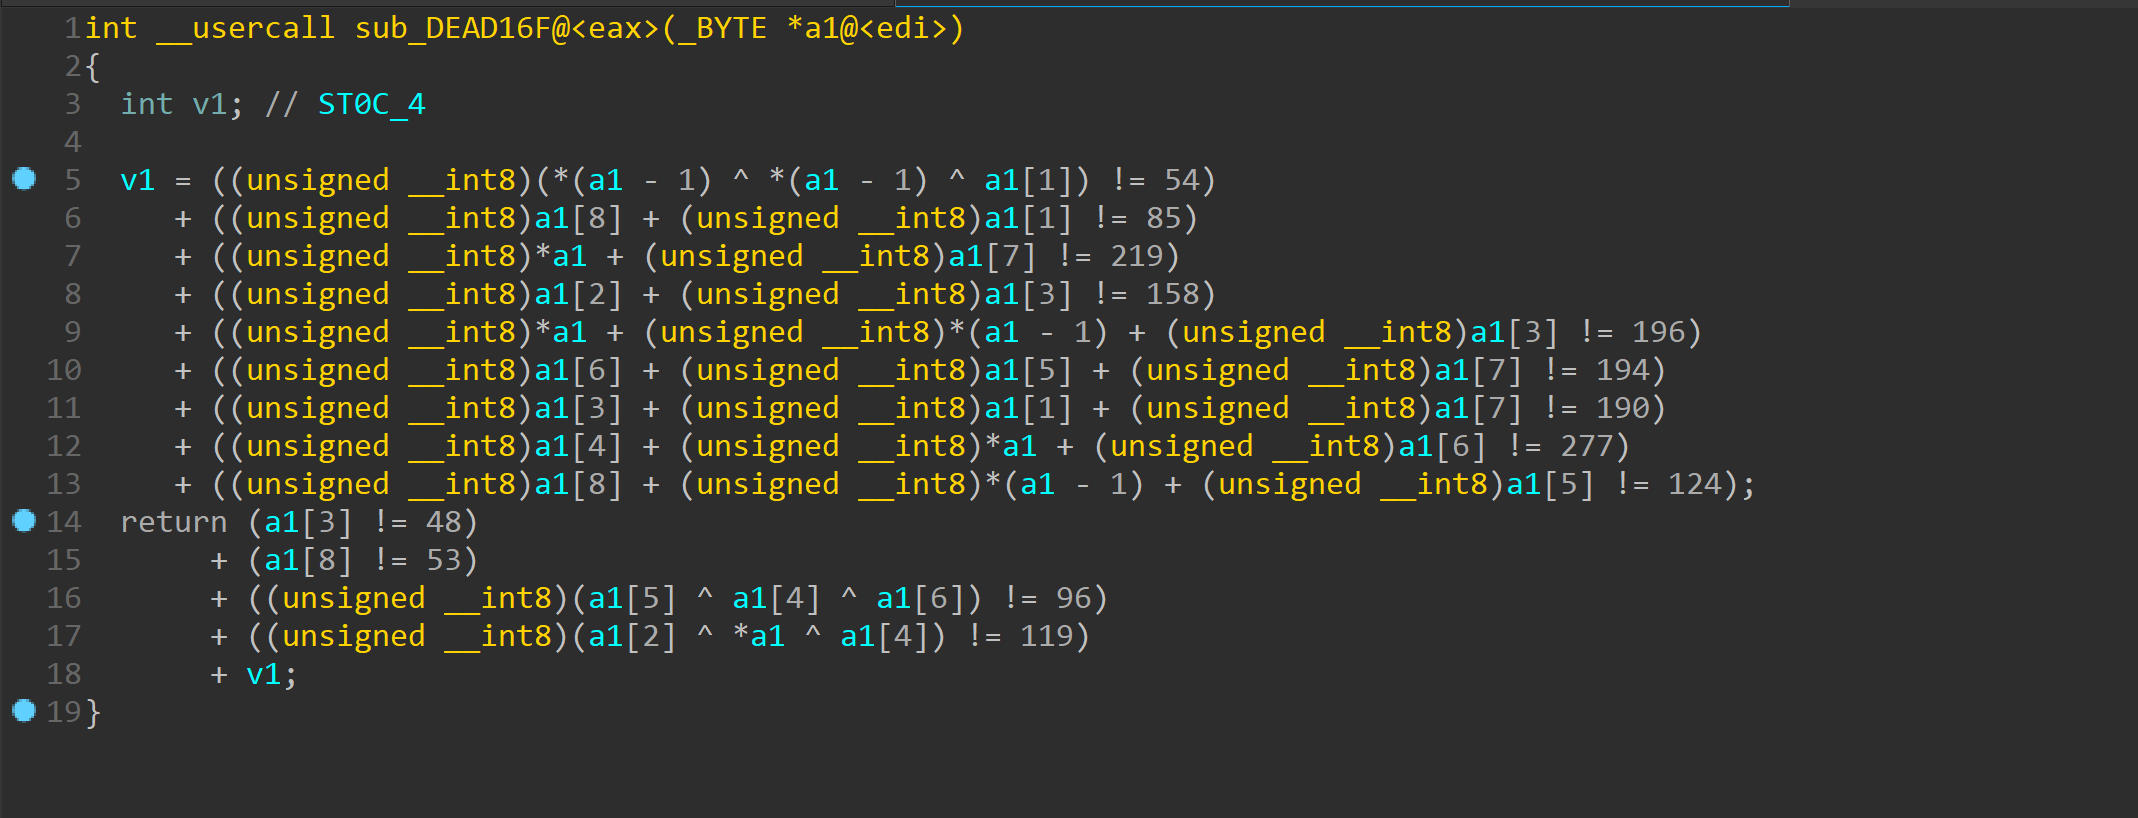 1 int __usercall sub_DEAD16F@<eax>(_BYTE *a1@<edi>)
2 {
3   int v1; // ST0C_4
4
5   v1 = ((unsigned __int8)(*(a1 - 1) ^ *(a1 - 1) ^ a1[1]) != 54)
6      + ((unsigned __int8)a1[8] + (unsigned __int8)a1[1] != 85)
7      + ((unsigned __int8)*a1 + (unsigned __int8)a1[7] != 219)
8      + ((unsigned __int8)a1[2] + (unsigned __int8)a1[3] != 158)
9      + ((unsigned __int8)*a1 + (unsigned __int8)*(a1 - 1) + (unsigned __int8)a1[3] != 196)
10      + ((unsigned __int8)a1[6] + (unsigned __int8)a1[5] + (unsigned __int8)a1[7] != 194)
11      + ((unsigned __int8)a1[3] + (unsigned __int8)a1[1] + (unsigned __int8)a1[7] != 190)
12      + ((unsigned __int8)a1[4] + (unsigned __int8)*a1 + (unsigned __int8)a1[6] != 277)
13      + ((unsigned __int8)a1[8] + (unsigned __int8)*(a1 - 1) + (unsigned __int8)a1[5] != 124);
14   return (a1[3] != 48)
15        + (a1[8] != 53)
16        + ((unsigned __int8)(a1[5] ^ a1[4] ^ a1[6]) != 96)
17        + ((unsigned __int8)(a1[2] ^ *a1 ^ a1[4]) != 119)
18        + v1;
19 }